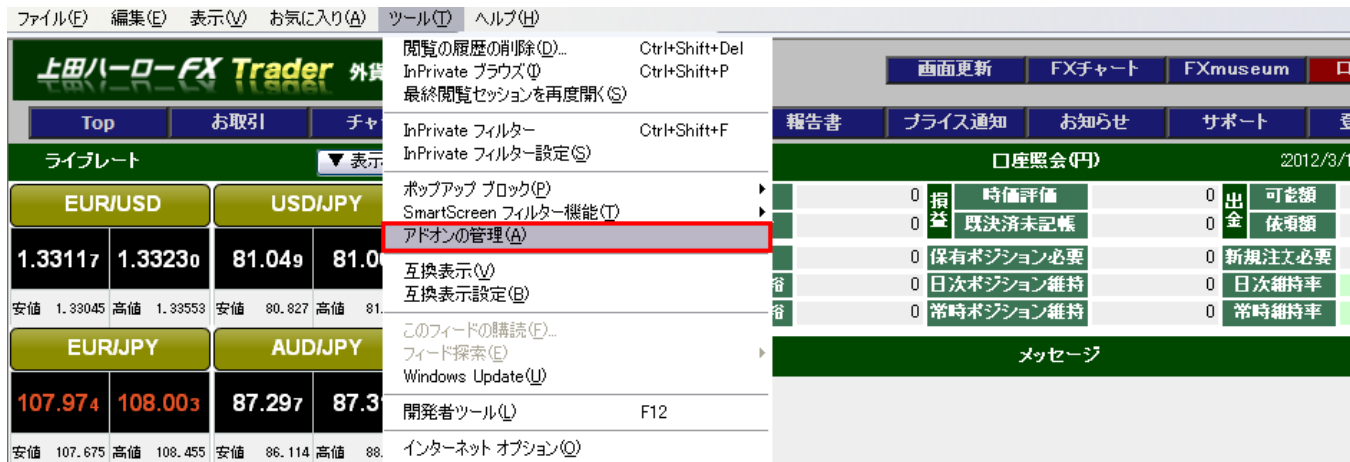 ファイル(F) 編集(E) 表示(V) お気に入り(A) ツール(T) ヘルプ(H)
上田ハーローFX Trader 外貨
画面更新 FXチャート FXmuseum
Top お取引 チャ
報告書 プライス通知 お知らせ サポート
ライブレート ▼ 表示
口座照会(円) 2012/3/1
EUR/USD USD/JPY
1.33117 1.33230 81.049 81.0
安値 1.33045 高値 1.33553 安値 80.827 高値 81.
EUR/JPY AUD/JPY
107.974 108.003 87.297 87.3
安値 107.675 高値 108.455 安値 86.114 高値 88.
閲覧の履歴の削除(D)... Ctrl+Shift+Del
InPrivate ブラウズ(I) Ctrl+Shift+P
最終閲覧セッションを再度開く(S)
InPrivate フィルター Ctrl+Shift+F
InPrivate フィルター設定(S)
ポップアップ ブロック(P)
SmartScreen フィルター機能(T)
アドオンの管理(A)
互換表示(V)
互換表示設定(B)
このフィードの購読(F)...
フィード探索(E)
Windows Update(U)
開発者ツール(L) F12
インターネット オプション(O)
0 損益 時価評価 0 出金 可能額
0 既決済未記帳 0 依頼額
0 保有ポジション必要 0 新規注文必要
0 日次ポジション維持 0 日次維持率
0 常時ポジション維持 0 常時維持率
メッセージ